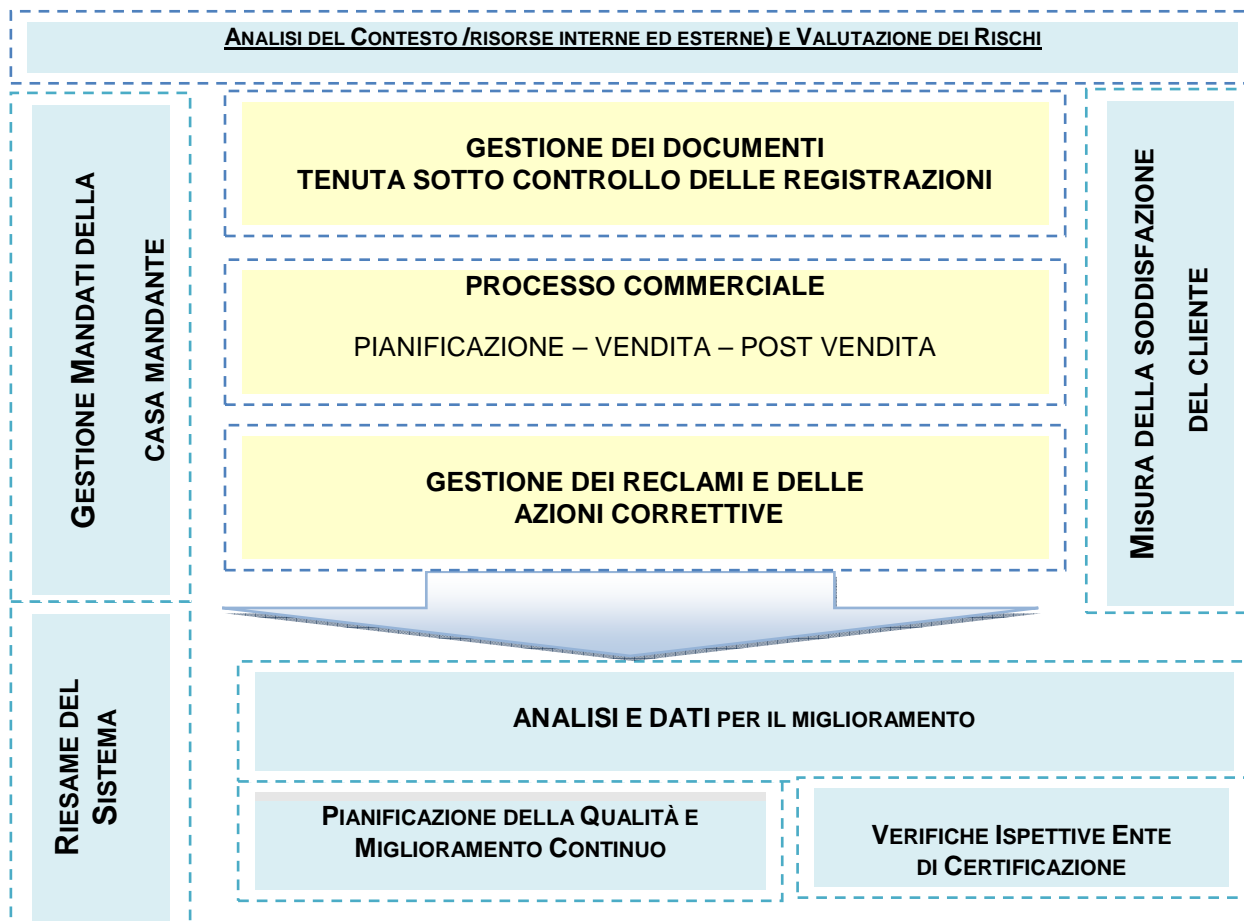 ANALISI DEL CONTESTO /RISORSE INTERNE ED ESTERNE) E VALUTAZIONE DEI RISCHI
GESTIONE MANDATI DELLA
CASA MANDANTE
GESTIONE DEI DOCUMENTI
TENUTA SOTTO CONTROLLO DELLE REGISTRAZIONI
PROCESSO COMMERCIALE
PIANIFICAZIONE – VENDITA – POST VENDITA
GESTIONE DEI RECLAMI E DELLE
AZIONI CORRETTIVE
MISURA DELLA SODDISFAZIONE
DEL CLIENTE
RIESAME DEL
SISTEMA
ANALISI E DATI PER IL MIGLIORAMENTO
PIANIFICAZIONE DELLA QUALITÀ E
MIGLIORAMENTO CONTINUO
VERIFICHE ISPETTIVE ENTE
DI CERTIFICAZIONE